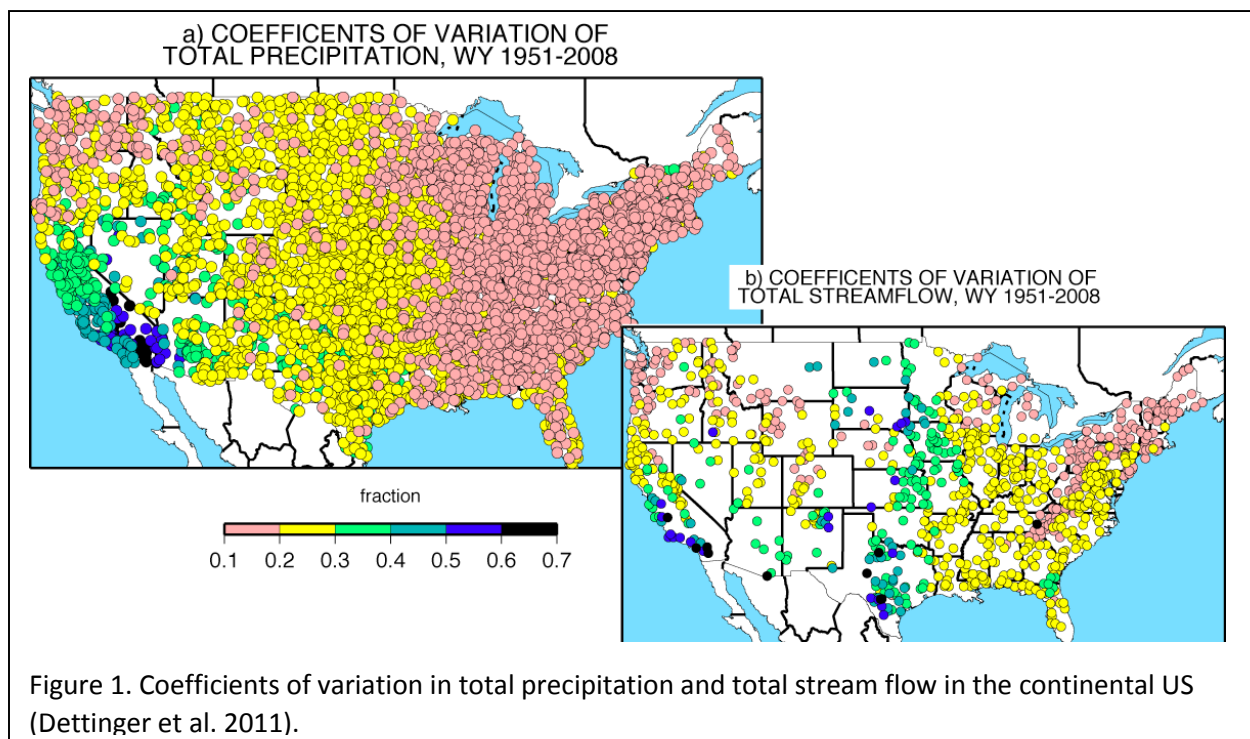 a) COEFFICENTS OF VARIATION OF
TOTAL PRECIPITATION, WY 1951-2008
b) COEFFICENTS OF VARIATION OF
TOTAL STREAMFLOW, WY 1951-2008
fraction
0.1 0.2 0.3 0.4 0.5 0.6 0.7
Figure 1. Coefficients of variation in total precipitation and total stream flow in the continental US
(Dettinger et al. 2011).